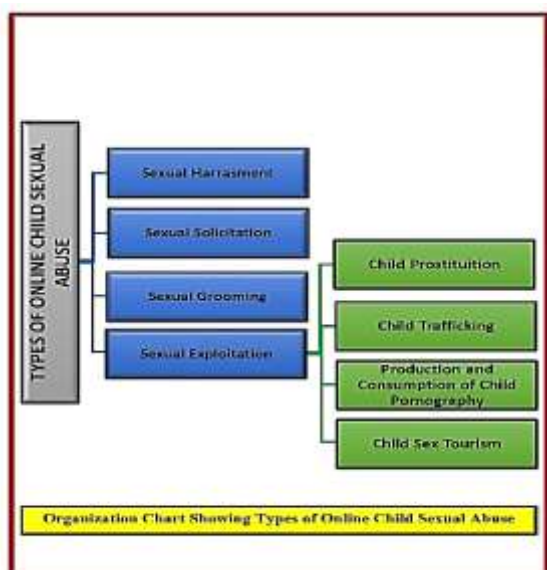 TYPES OF ONLINE CHILD SEXUAL
ABUSE
Sexual Harrasment
Sexual Solicitation
Sexual Grooming
Sexual Exploitation
Child Prostituition
Child Trafficking
Production and
Consumption of Child
Pornography
Child Sex Tourism
Organization Chart Showing Types of Online Child Sexual Abuse